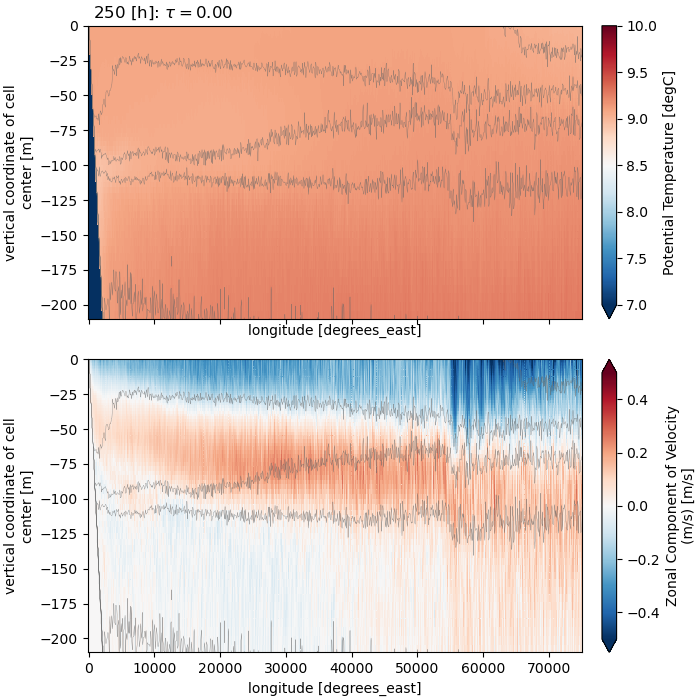 250 [h]: τ = 0.00
0
−25
−50
−75
−100
−125
−150
−175
−200
vertical coordinate of cell
center [m]
longitude [degrees_east]
10.0
9.5
9.0
8.5
8.0
7.5
7.0
Potential Temperature [degC]
0
−25
−50
−75
−100
−125
−150
−175
−200
vertical coordinate of cell
center [m]
0 10000 20000 30000 40000 50000 60000 70000
longitude [degrees_east]
0.4
0.2
0.0
−0.2
−0.4
Zonal Component of Velocity
(m/s) [m/s]